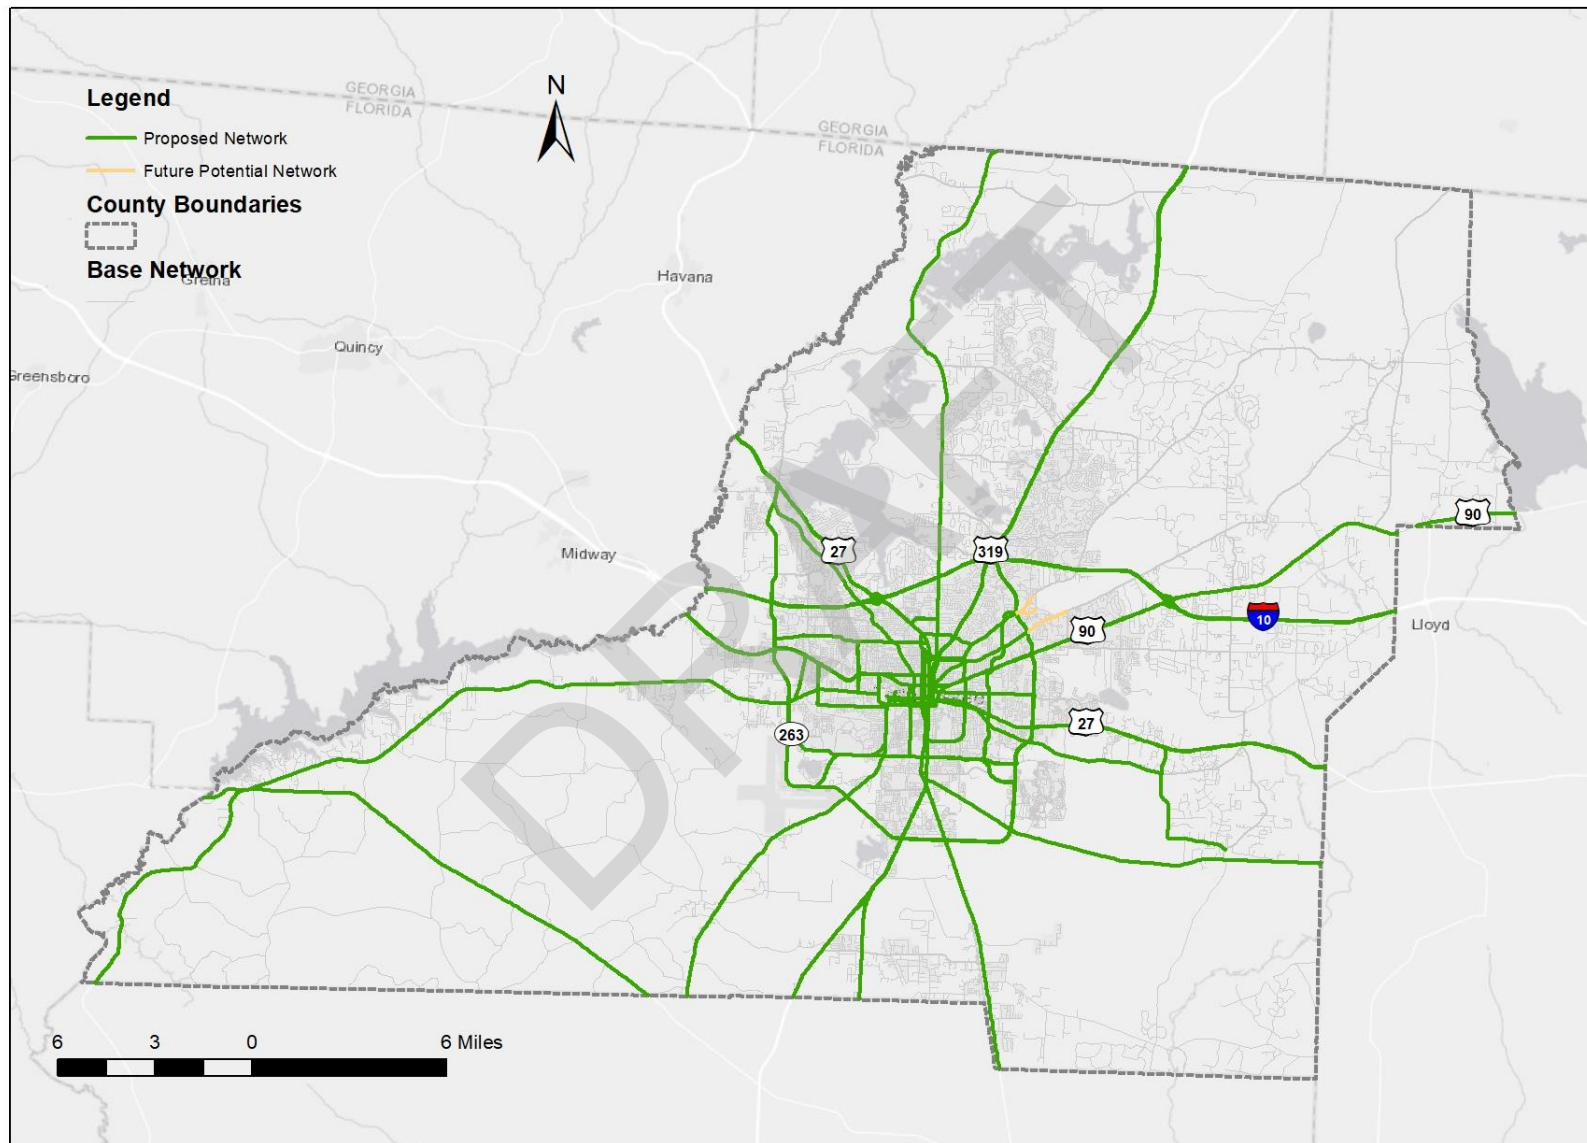 N
GEORGIA
FLORIDA
Legend
Proposed Network
Future Potential Network
County Boundaries
Base Network
GEORGIA
FLORIDA
Gretna
Havana
Quincy
Greensboro
Midway
27
319
90
90
10
Lloyd
263
27
DRAFT
6 3 0 6 Miles